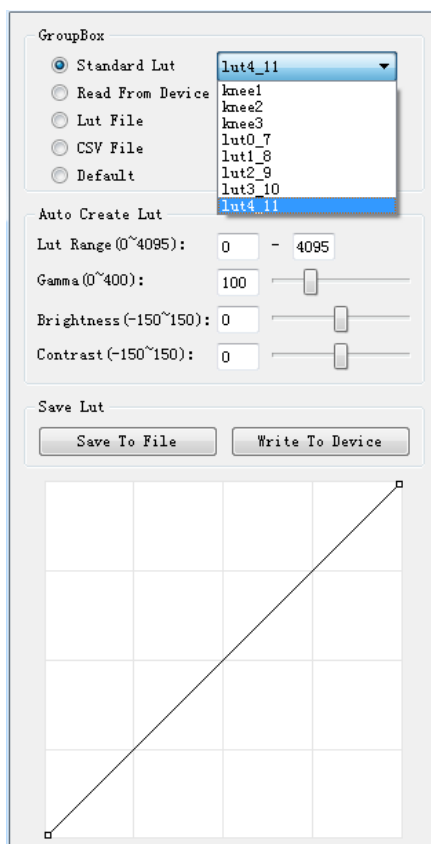 GroupBox
Standard Lut lut4_11
Read From Device knee1
knee2
Lut File knee3
lut0_7
CSV File lut1_8
lut2_9
Default lut3_10
lut4_11
Auto Create Lut
Lut Range(0~4095): 0 - 4095
Gamma(0~400): 100
Brightness(-150~150): 0
Contrast(-150~150): 0
Save Lut
Save To File Write To Device